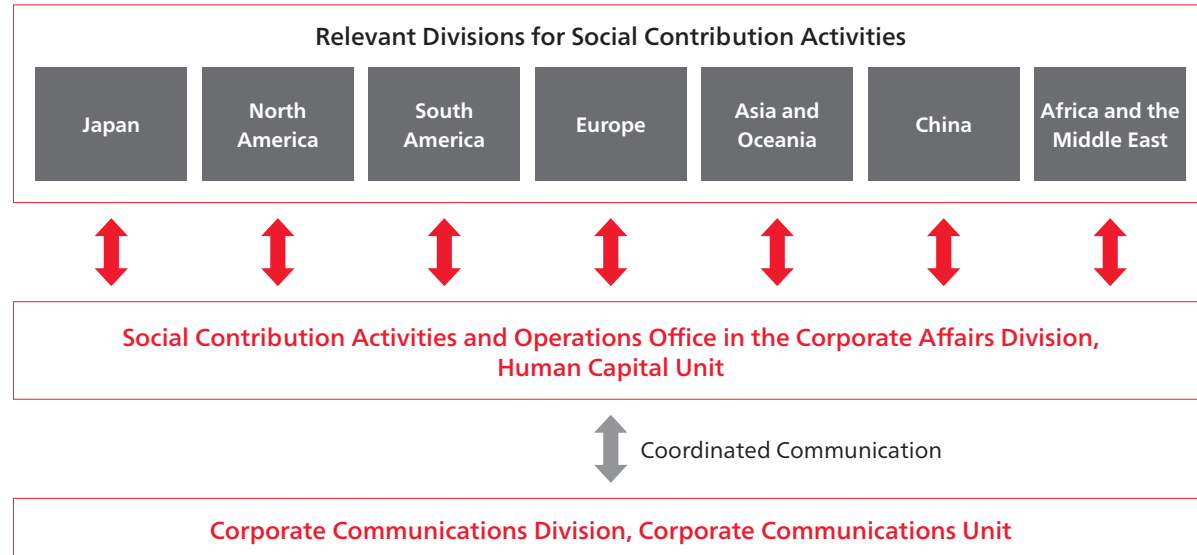 Relevant Divisions for Social Contribution Activities
Japan
North
America
South
America
Europe
Asia and
Oceania
China
Africa and the
Middle East
Social Contribution Activities and Operations Office in the Corporate Affairs Division,
Human Capital Unit
Coordinated Communication
Corporate Communications Division, Corporate Communications Unit